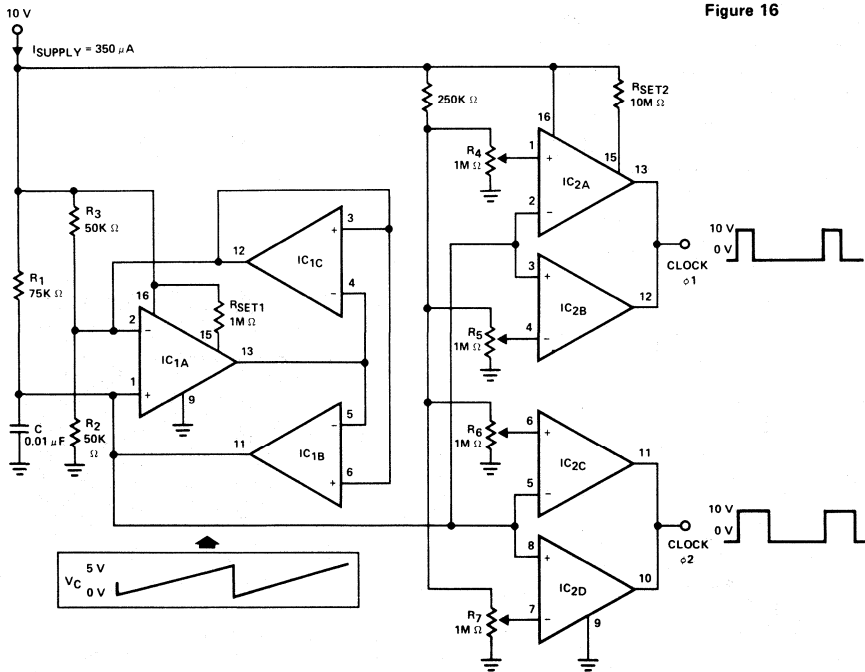 Figure 16
10 V
ISUPPLY = 350 µA
250K Ω
RSET2
10M Ω
16
15
R4
1M Ω
1
+
IC2A
13
2
−
R3
50K Ω
12
IC1C
3
+
4
−
10 V
0 V
CLOCK
φ1
R1
75K Ω
16
RSET1
1M Ω
15
2
−
IC1A
13
1
+
9
3
+
IC2B
12
R5
1M Ω
4
−
C
0.01 µF
R2
50K
Ω
11
IC1B
5
−
6
+
R6
1M Ω
6
+
IC2C
11
5
−
10 V
0 V
CLOCK
φ2
8
+
IC2D
10
R7
1M Ω
7
−
9
VC
5 V
0 V